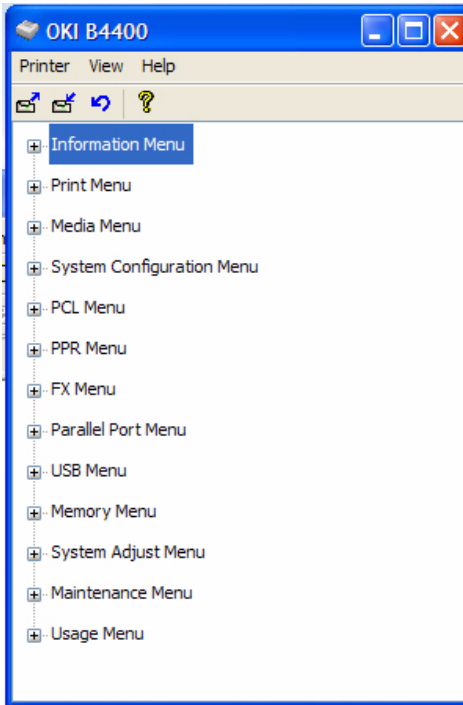 OKI B4400
Printer View Help
Information Menu
Print Menu
Media Menu
System Configuration Menu
PCL Menu
PPR Menu
FX Menu
Parallel Port Menu
USB Menu
Memory Menu
System Adjust Menu
Maintenance Menu
Usage Menu